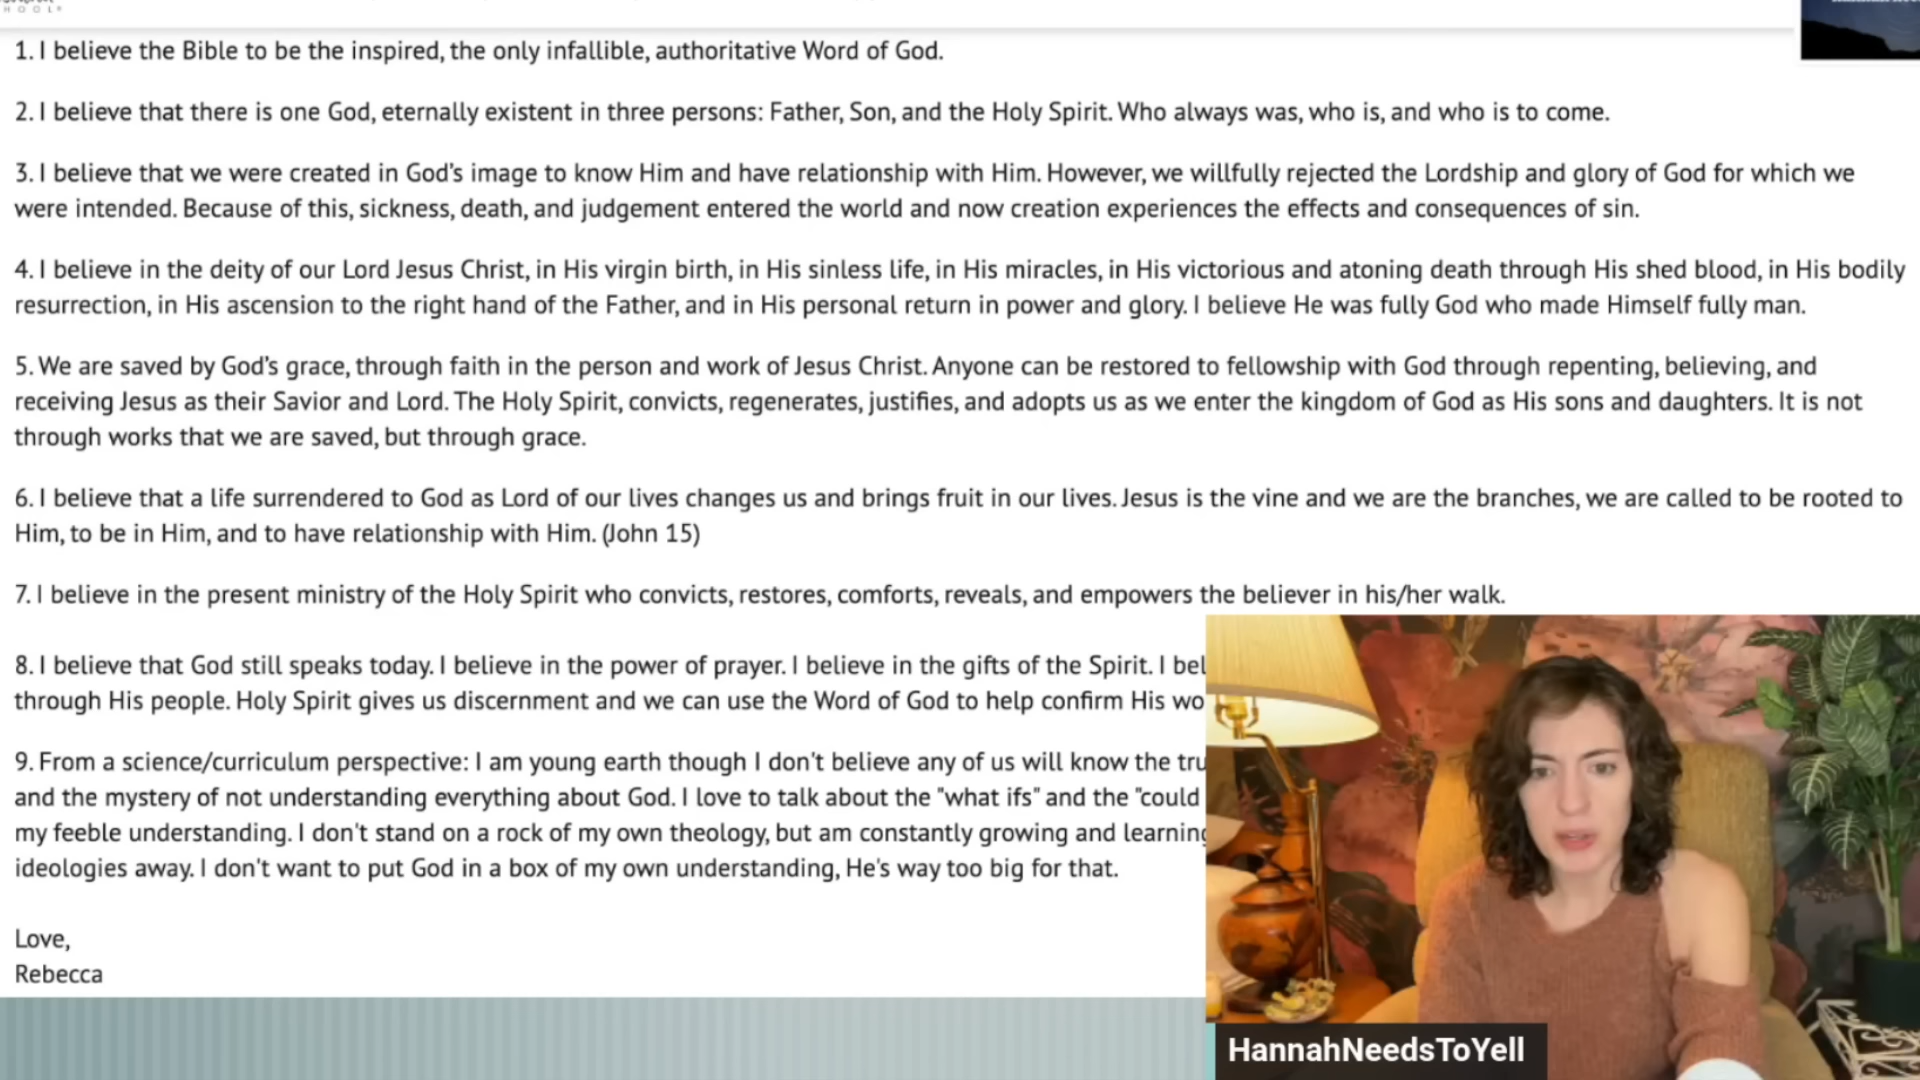 HOOL
1. I believe the Bible to be the inspired, the only infallible, authoritative Word of God.
2. I believe that there is one God, eternally existent in three persons: Father, Son, and the Holy Spirit. Who always was, who is, and who is to come.
3. I believe that we were created in God's image to know Him and have relationship with Him. However, we willfully rejected the Lordship and glory of God for which we
were intended. Because of this, sickness, death, and judgement entered the world and now creation experiences the effects and consequences of sin.
4. I believe in the deity of our Lord Jesus Christ, in His virgin birth, in His sinless life, in His miracles, in His victorious and atoning death through His shed blood, in His bodily
resurrection, in His ascension to the right hand of the Father, and in His personal return in power and glory. I believe He was fully God who made Himself fully man.
5. We are saved by God's grace, through faith in the person and work of Jesus Christ. Anyone can be restored to fellowship with God through repenting, believing, and
receiving Jesus as their Savior and Lord. The Holy Spirit, convicts, regenerates, justifies, and adopts us as we enter the kingdom of God as His sons and daughters. It is not
through works that we are saved, but through grace.
6. I believe that a life surrendered to God as Lord of our lives changes us and brings fruit in our lives. Jesus is the vine and we are the branches, we are called to be rooted to
Him, to be in Him, and to have relationship with Him. (John 15)
7. I believe in the present ministry of the Holy Spirit who convicts, restores, comforts, reveals, and empowers the believer in his/her walk.
8. I believe that God still speaks today. I believe in the power of prayer. I believe in the gifts of the Spirit. I bel
through His people. Holy Spirit gives us discernment and we can use the Word of God to help confirm His wo
9. From a science/curriculum perspective: I am young earth though I don't believe any of us will know the tru
and the mystery of not understanding everything about God. I love to talk about the "what ifs" and the "could
my feeble understanding. I don't stand on a rock of my own theology, but am constantly growing and learning
ideologies away. I don't want to put God in a box of my own understanding, He's way too big for that.
Love,
Rebecca
HannahNeedsToYell